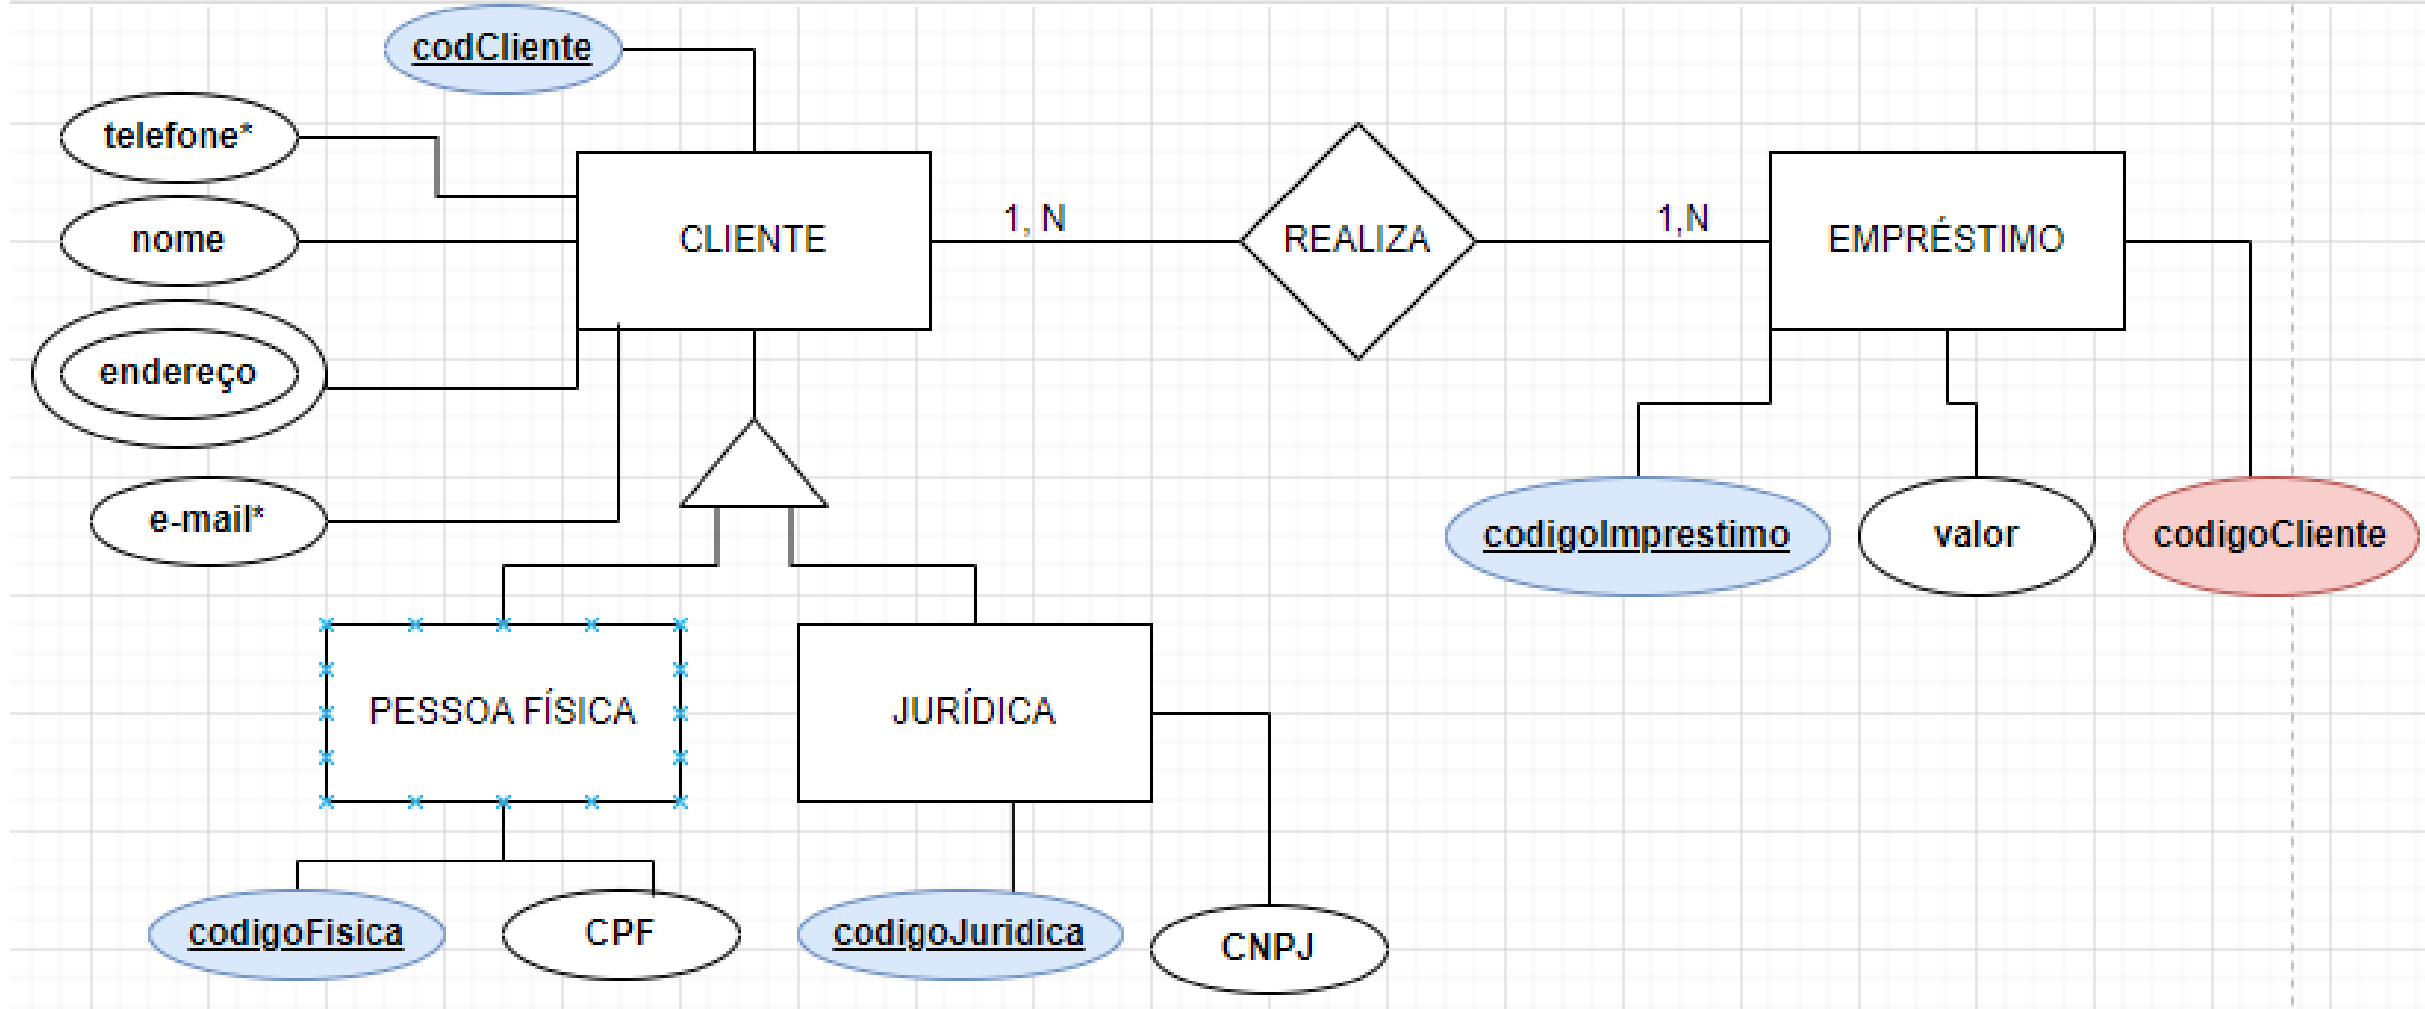 codCliente
telefone*
nome
endereço
e-mail*
CLIENTE
1, N
REALIZA
1,N
EMPRÉSTIMO
codigoImprestimo
valor
codigoCliente
PESSOA FÍSICA
JURÍDICA
codigoFisica
CPF
codigoJuridica
CNPJ